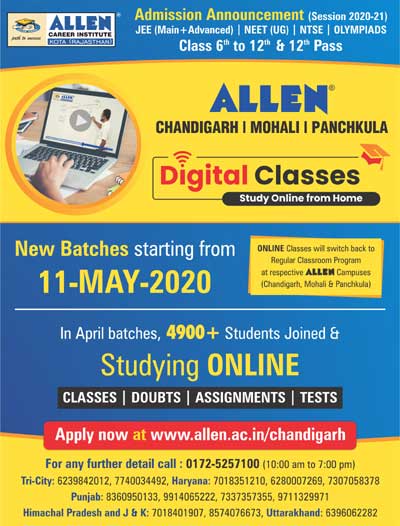 ALLEN®
CAREER INSTITUTE
KOTA (RAJASTHAN)
path to success
Admission Announcement (Session 2020-21)
JEE (Main+Advanced) | NEET (UG) | NTSE | OLYMPIADS
Class 6th to 12th & 12th Pass
ALLEN®
CHANDIGARH | MOHALI | PANCHKULA
Digital Classes
Study Online from Home
New Batches starting from
11-MAY-2020
ONLINE Classes will switch back to
Regular Classroom Program
at respective ALLEN Campuses
(Chandigarh, Mohali & Panchkula)
In April batches, 4900+ Students Joined &
Studying ONLINE
CLASSES | DOUBTS | ASSIGNMENTS | TESTS
Apply now at www.allen.ac.in/chandigarh
For any further detail call : 0172-5257100 (10:00 am to 7:00 pm)
Tri-City: 6239842012, 7740034492, Haryana: 7018351210, 6280007269, 7307058378
Punjab: 8360950133, 9914065222, 7337357355, 9711329971
Himachal Pradesh and J & K: 7018401907, 8574076673, Uttarakhand: 6396062282